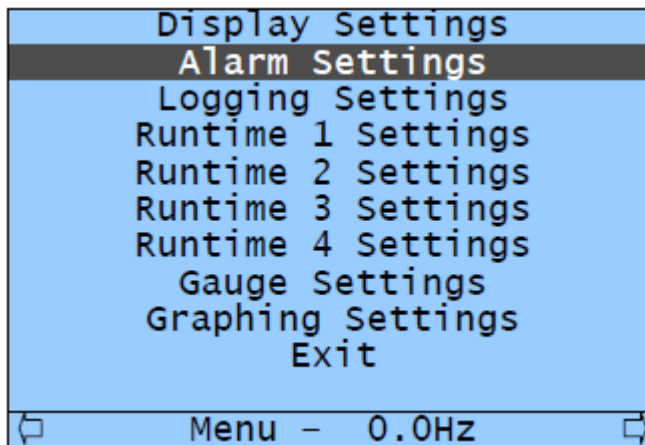 Display Settings
Alarm Settings
Logging Settings
Runtime 1 Settings
Runtime 2 Settings
Runtime 3 Settings
Runtime 4 Settings
Gauge Settings
Graphing Settings
Exit
Menu - 0.0Hz